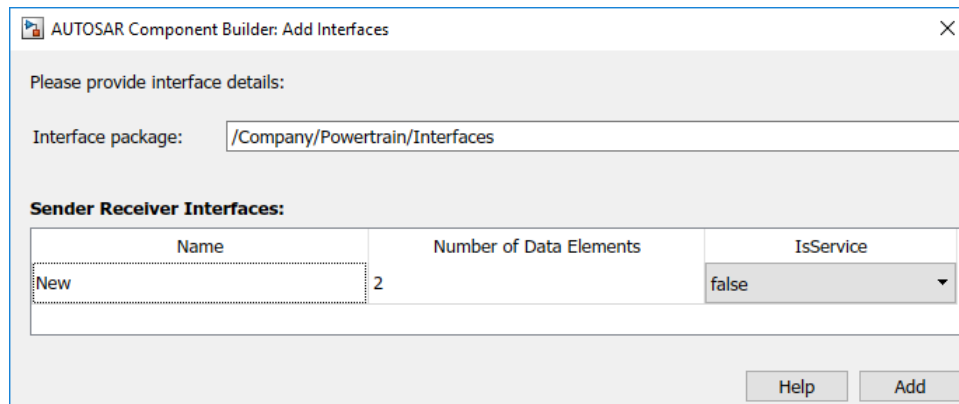 AUTOSAR Component Builder: Add Interfaces
Please provide interface details:
Interface package: /Company/Powertrain/Interfaces
Sender Receiver Interfaces:
Name Number of Data Elements IsService
New 2 false
Help Add